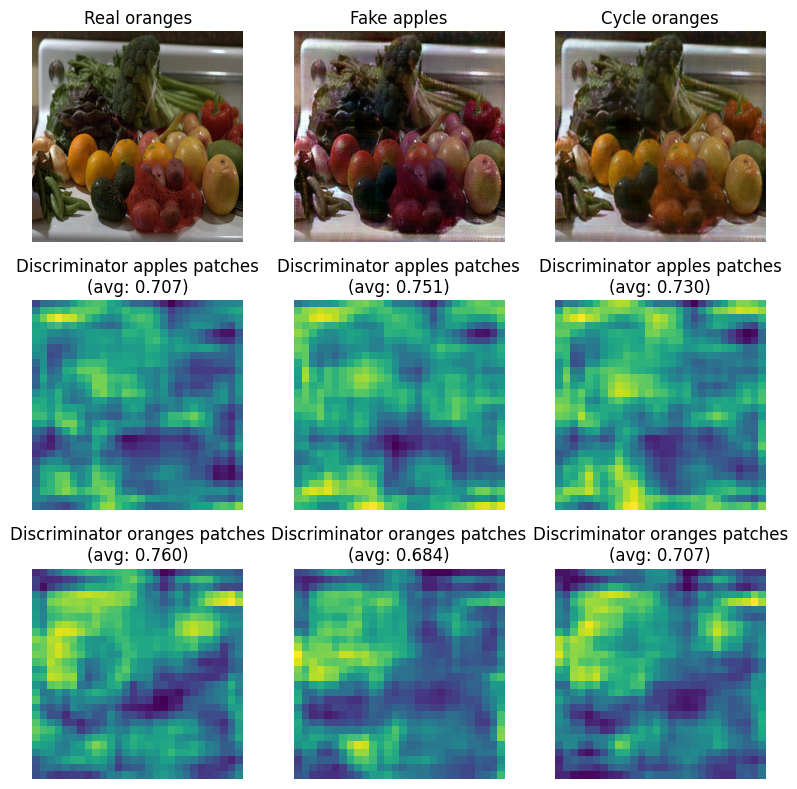 Real oranges
Fake apples
Cycle oranges
Discriminator apples patches
(avg: 0.707)
Discriminator apples patches
(avg: 0.751)
Discriminator apples patches
(avg: 0.730)
Discriminator oranges patches
(avg: 0.760)
Discriminator oranges patches
(avg: 0.684)
Discriminator oranges patches
(avg: 0.707)